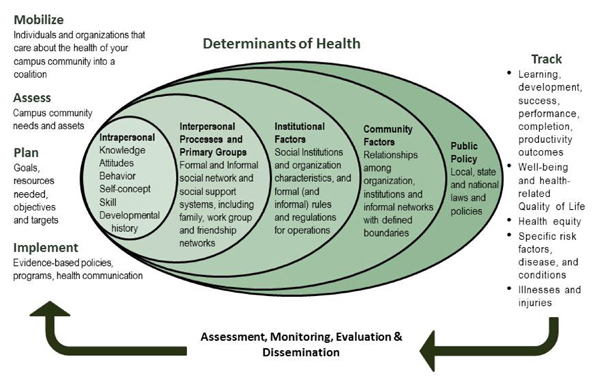 Mobilize
Individuals and organizations that
care about the health of your
campus community into a
coalition
Assess
Campus community
needs and assets
Plan
Goals,
resources
needed,
objectives
and targets
Implement
Evidence-based policies,
programs, health communication
Determinants of Health
Intrapersonal
Knowledge
Attitudes
Behavior
Self-concept
Skill
Developmental
history
Interpersonal
Processes and
Primary Groups
Formal and Informal
social network and
social support
systems, including
family, work group
and friendship
networks
Institutional
Factors
Social Institutions
and organization
characteristics, and
formal (and
informal) rules
and regulations
for operations
Community
Factors
Relationships
among
organization,
institutions and
informal networks
with defined
boundaries
Public
Policy
Local, state
and national
laws and
policies
Track
• Learning,
development,
success,
performance,
completion,
productivity
outcomes
• Well-being
and health-
related
Quality of Life
• Health equity
• Specific risk
factors,
disease, and
conditions
• Illnesses and
injuries
Assessment, Monitoring, Evaluation &
Dissemination